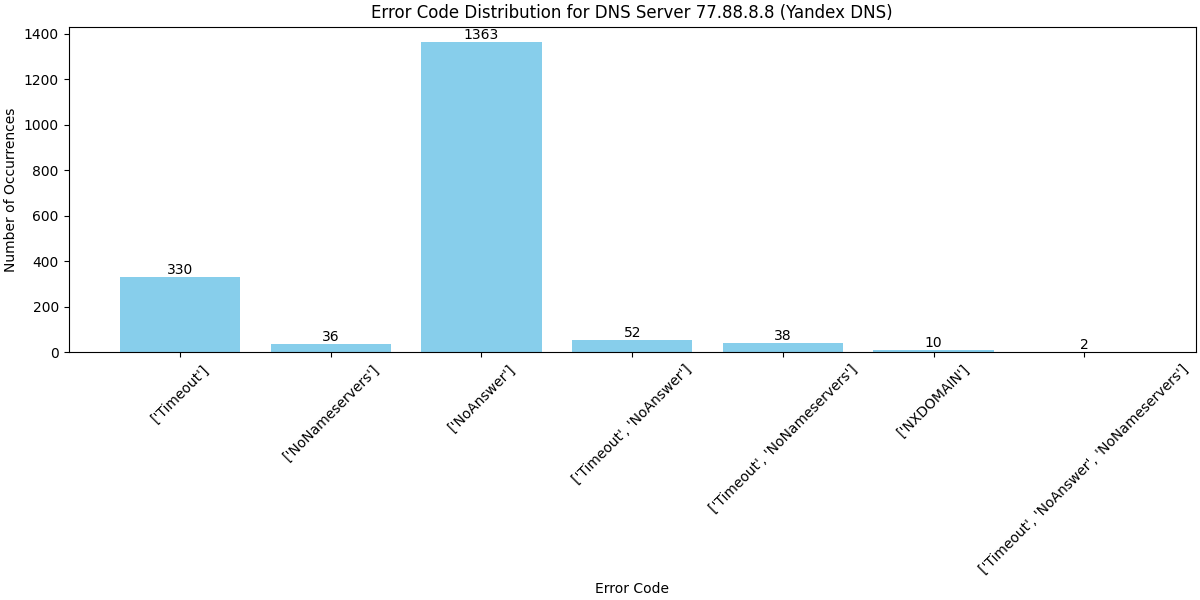 Error Code Distribution for DNS Server 77.88.8.8 (Yandex DNS)
Number of Occurrences
1400
1200
1000
800
600
400
200
0
330
36
1363
52
38
10
2
['Timeout']
['NoNameservers']
['NoAnswer']
['Timeout', 'NoAnswer']
['Timeout', 'NoNameservers']
['NXDOMAIN']
['Timeout', 'NoAnswer', 'NoNameservers']
Error Code